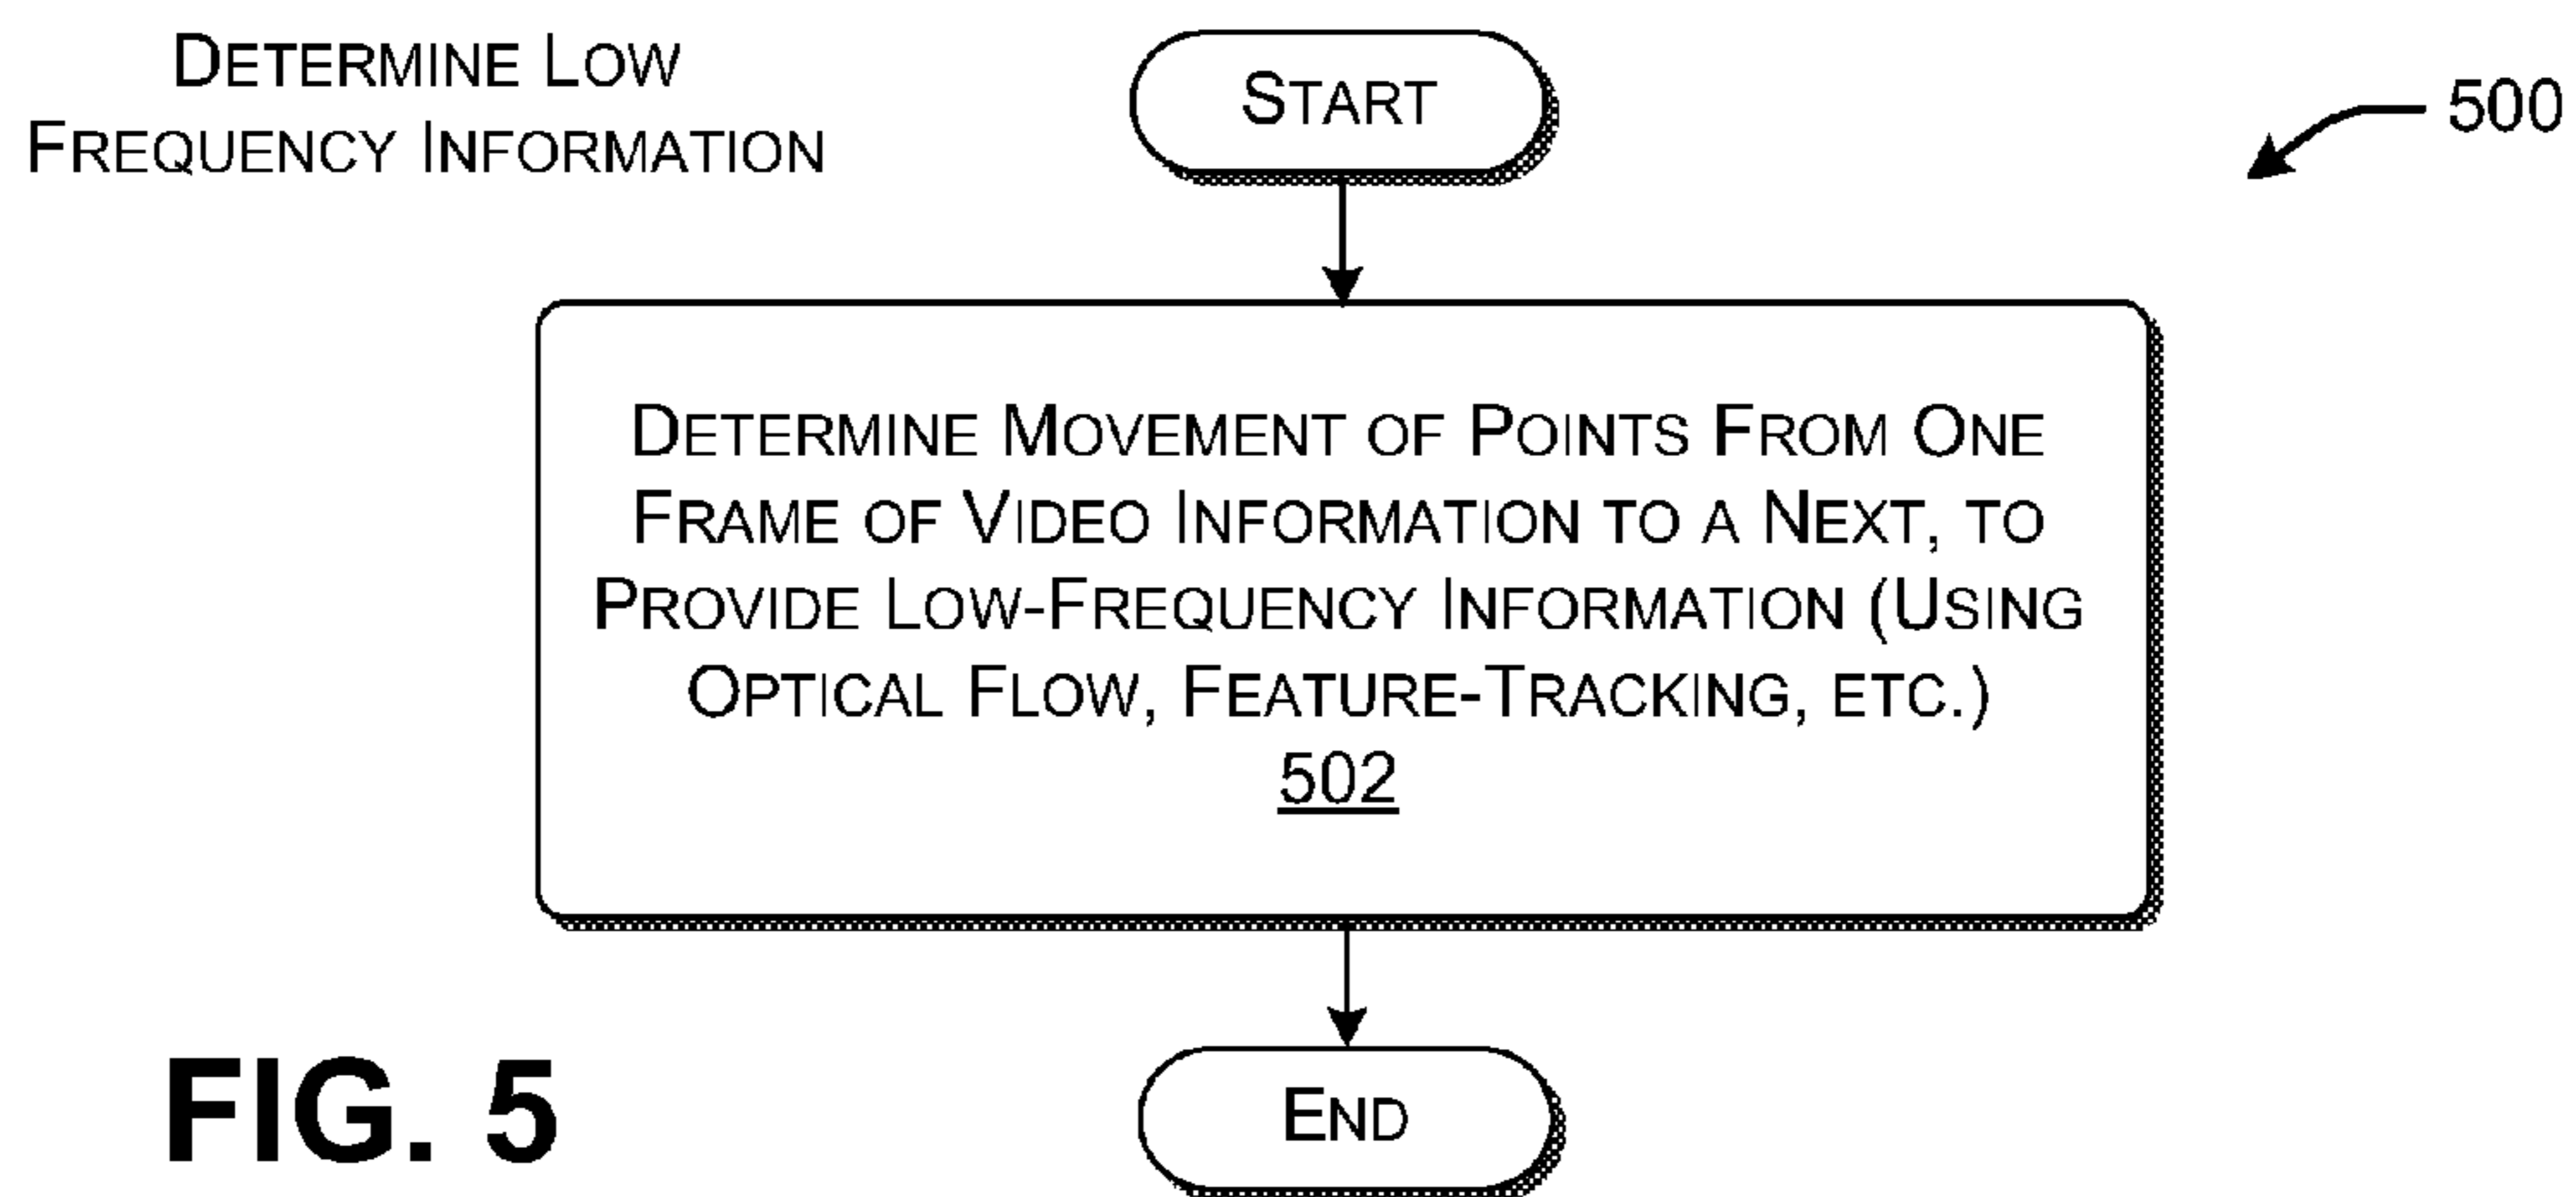 DETERMINE LOW
FREQUENCY INFORMATION
START
500
DETERMINE MOVEMENT OF POINTS FROM ONE
FRAME OF VIDEO INFORMATION TO A NEXT, TO
PROVIDE LOW-FREQUENCY INFORMATION (USING
OPTICAL FLOW, FEATURE-TRACKING, ETC.)
502
END
FIG. 5